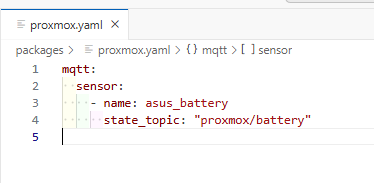 proxmox.yaml ×
packages > proxmox.yaml > {} mqtt > [ ] sensor
1 mqtt:
2 sensor:
3 - name: asus_battery
4 state_topic: "proxmox/battery"
5